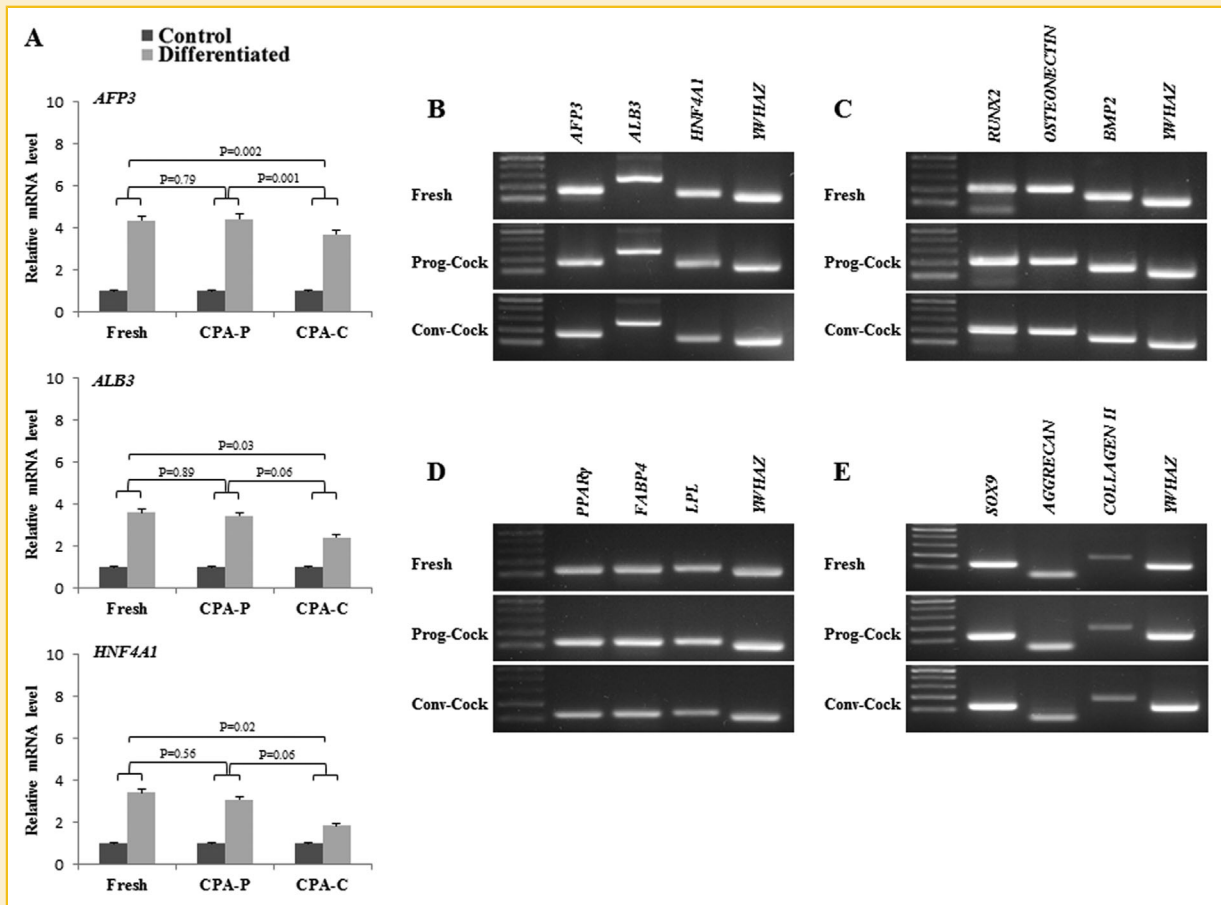 A
Control
Differentiated
AFP3
Relative mRNA level
10
8
6
4
2
0
P=0.002
P=0.79
P=0.001
Fresh CPA-P CPA-C
ALB3
Relative mRNA level
10
8
6
4
2
0
P=0.03
P=0.89
P=0.06
Fresh CPA-P CPA-C
HNF4A1
Relative mRNA level
10
8
6
4
2
0
P=0.02
P=0.56
P=0.06
Fresh CPA-P CPA-C
B
AFP3 ALB3 HNF4A1 YWHAZ
Fresh
Prog-Cock
Conv-Cock
C
RUNX2 OSTEONECTIN BMP2 YWHAZ
Fresh
Prog-Cock
Conv-Cock
D
PPARγ FABP4 LPL YWHAZ
Fresh
Prog-Cock
Conv-Cock
E
SOX9 AGGRECAN COLLAGEN II YWHAZ
Fresh
Prog-Cock
Conv-Cock